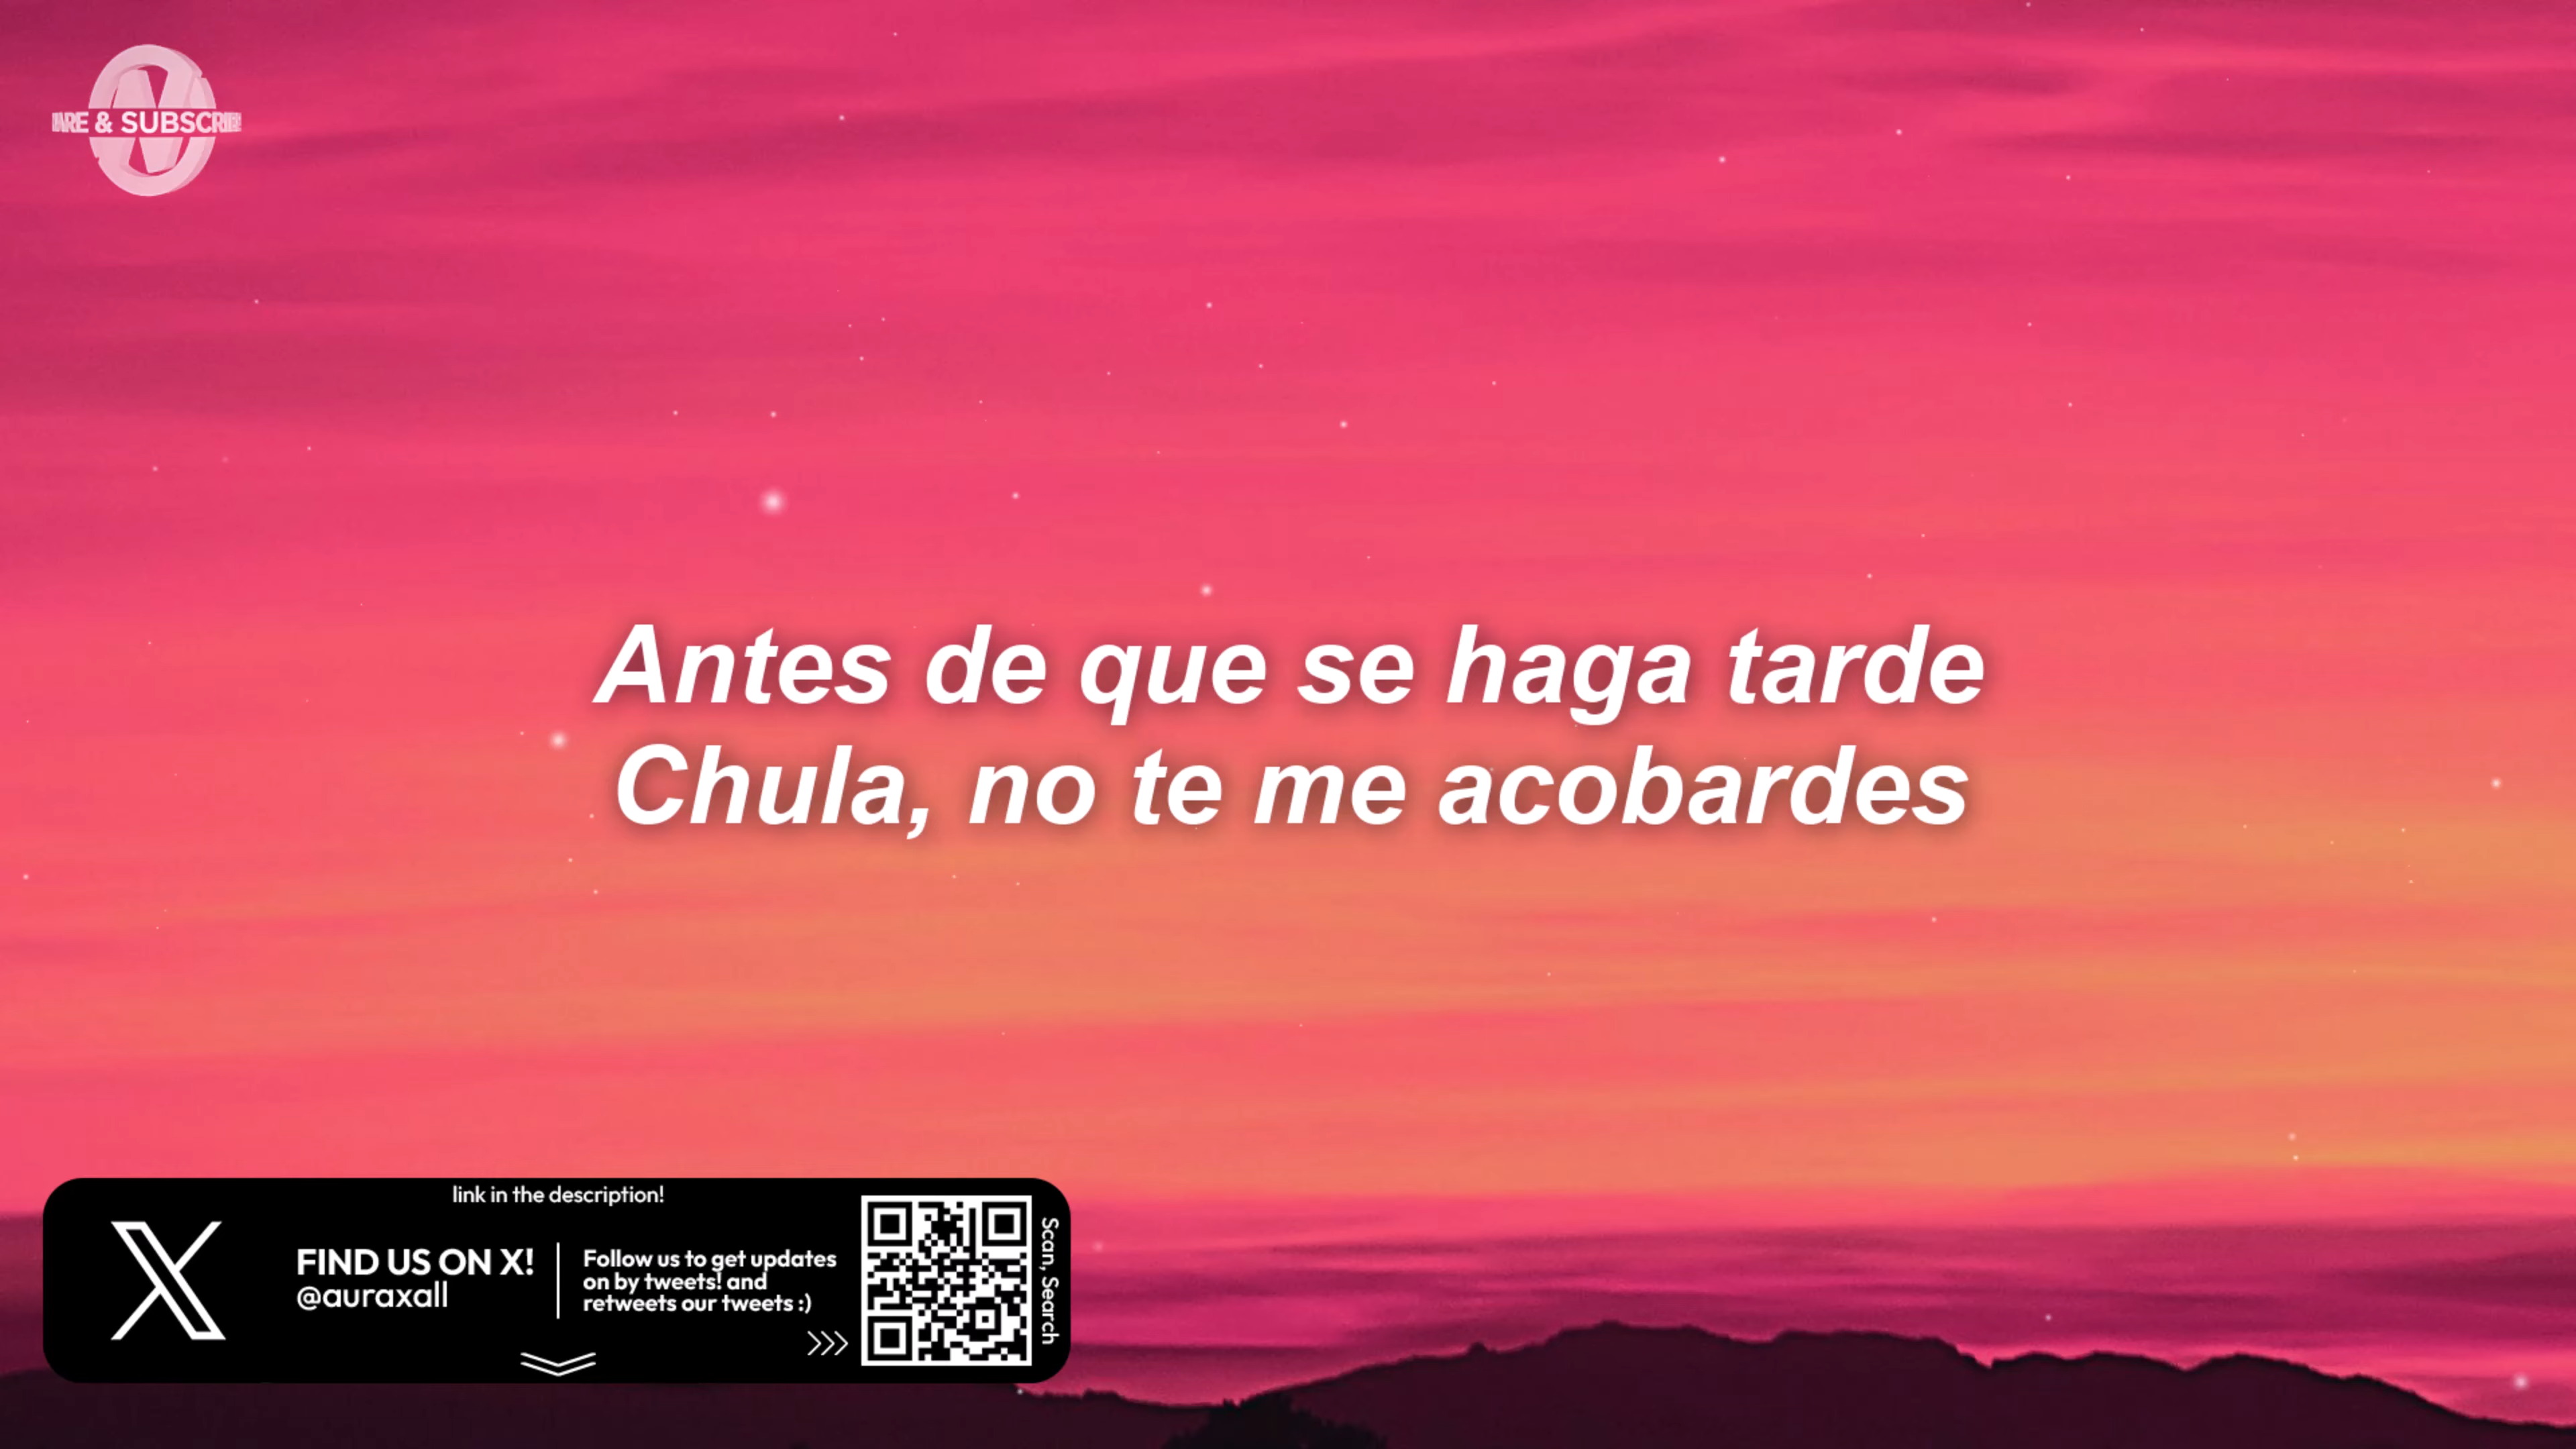 & SUBSCRI
Antes de que se haga tarde
Chula, no te me acobardes
link in the description!
FIND US ON X!
@auraxall
Follow us to get updates
on by tweets! and
retweets our tweets :)
Scan, Search